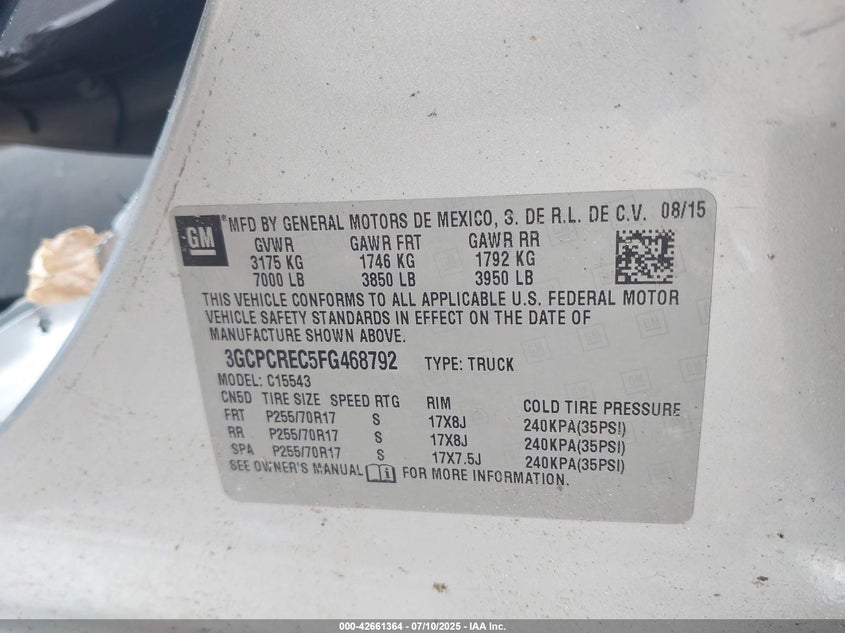 GM
MFD BY GENERAL MOTORS DE MEXICO, S. DE R.L. DE C.V. 08/15
GVWR GAWR FRT GAWR RR
3175 KG 1746 KG 1792 KG
7000 LB 3850 LB 3950 LB
THIS VEHICLE CONFORMS TO ALL APPLICABLE U.S. FEDERAL MOTOR
VEHICLE SAFETY STANDARDS IN EFFECT ON THE DATE OF
MANUFACTURE SHOWN ABOVE.
3GCPCREC5FG468792 TYPE: TRUCK
MODEL: C15543
CN5D TIRE SIZE SPEED RTG RIM COLD TIRE PRESSURE
FRT P255/70R17 S 17X8J 240KPA(35PSI)
RR P255/70R17 S 17X8J 240KPA(35PSI)
SPA P255/70R17 S 17X7.5J 240KPA(35PSI)
SEE OWNER'S MANUAL FOR MORE INFORMATION.
000-42661364 - 07/10/2025 - IAA Inc.